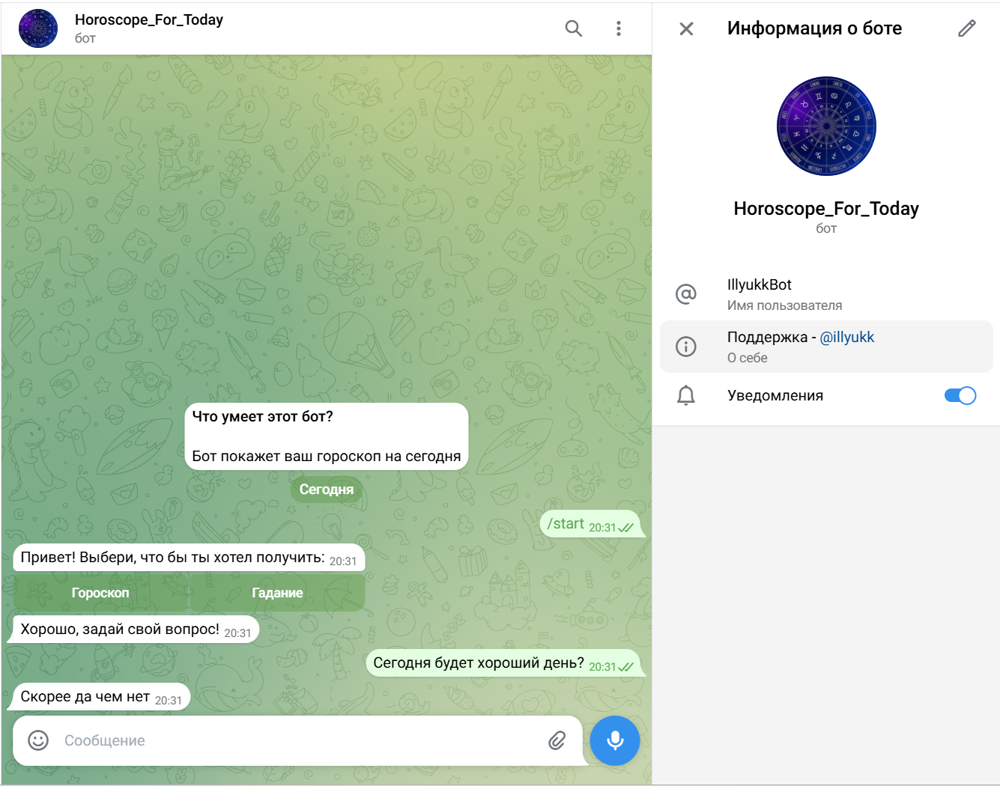 Horoscope_For_Today
бот
Что умеет этот бот?
Бот покажет ваш гороскоп на сегодня
Сегодня
/start 20:31
Привет! Выбери, что бы ты хотел получить: 20:31
Гороскоп
Гадание
Хорошо, задай свой вопрос! 20:31
Сегодня будет хороший день? 20:31
Скорее да чем нет 20:31
Сообщение
Информация о боте
Horoscope_For_Today
бот
IllyukkBot
Имя пользователя
Поддержка - @illyukk
О себе
Уведомления